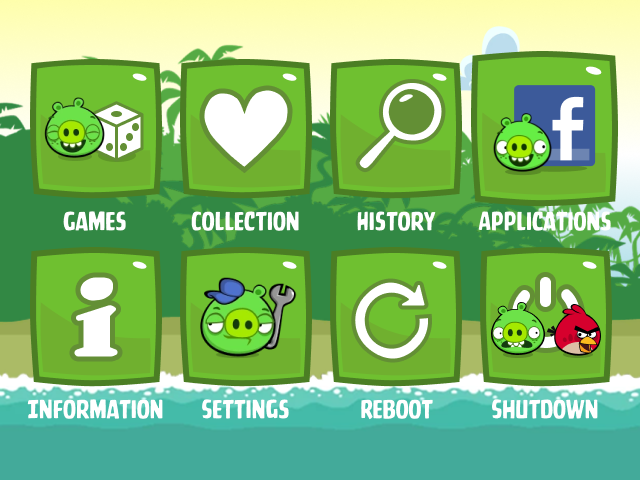 f
GAMES
COLLECTION
HISTORY
APPLICATIONS
i
INFORMATION
SETTINGS
REBOOT
SHUTDOWN